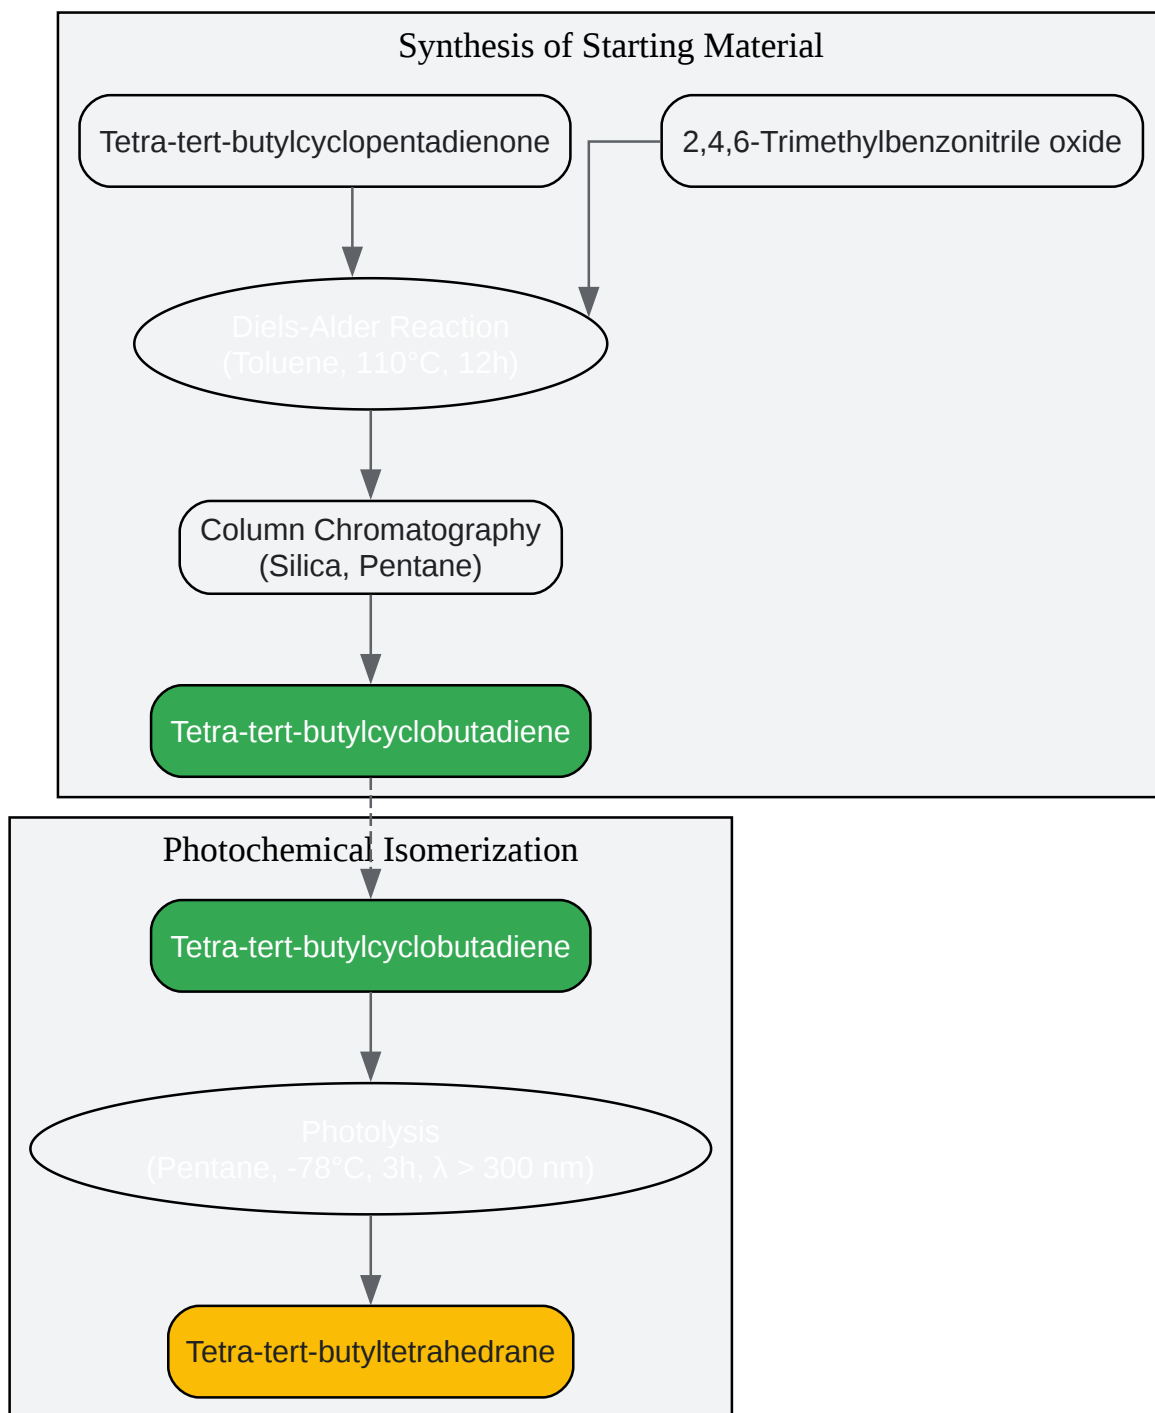 Synthesis of Starting Material
Tetra-tert-butylcyclopentadienone
2,4,6-Trimethylbenzonitrile oxide
Diels-Alder Reaction
(Toluene, 110°C, 12h)
Column Chromatography
(Silica, Pentane)
Tetra-tert-butylcyclobutadiene
Photochemical Isomerization
Tetra-tert-butylcyclobutadiene
Photolysis
(Pentane, -78°C, 3h, λ > 300 nm)
Tetra-tert-butyltetrahedrane